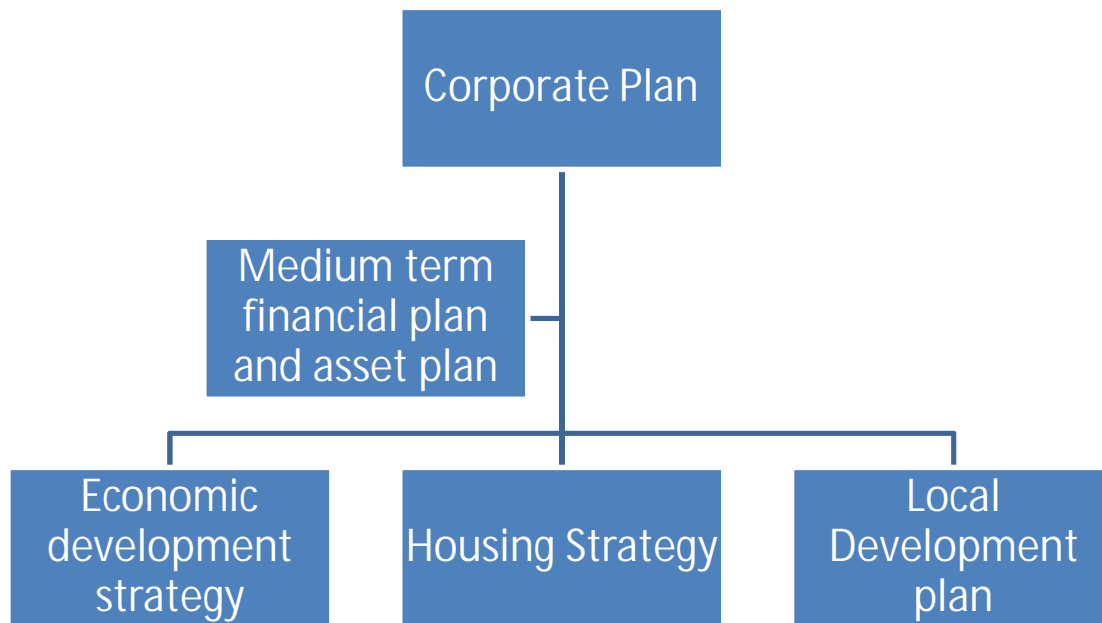 Corporate Plan
Medium term
financial plan
and asset plan
Economic
development
strategy
Housing Strategy
Local
Development
plan